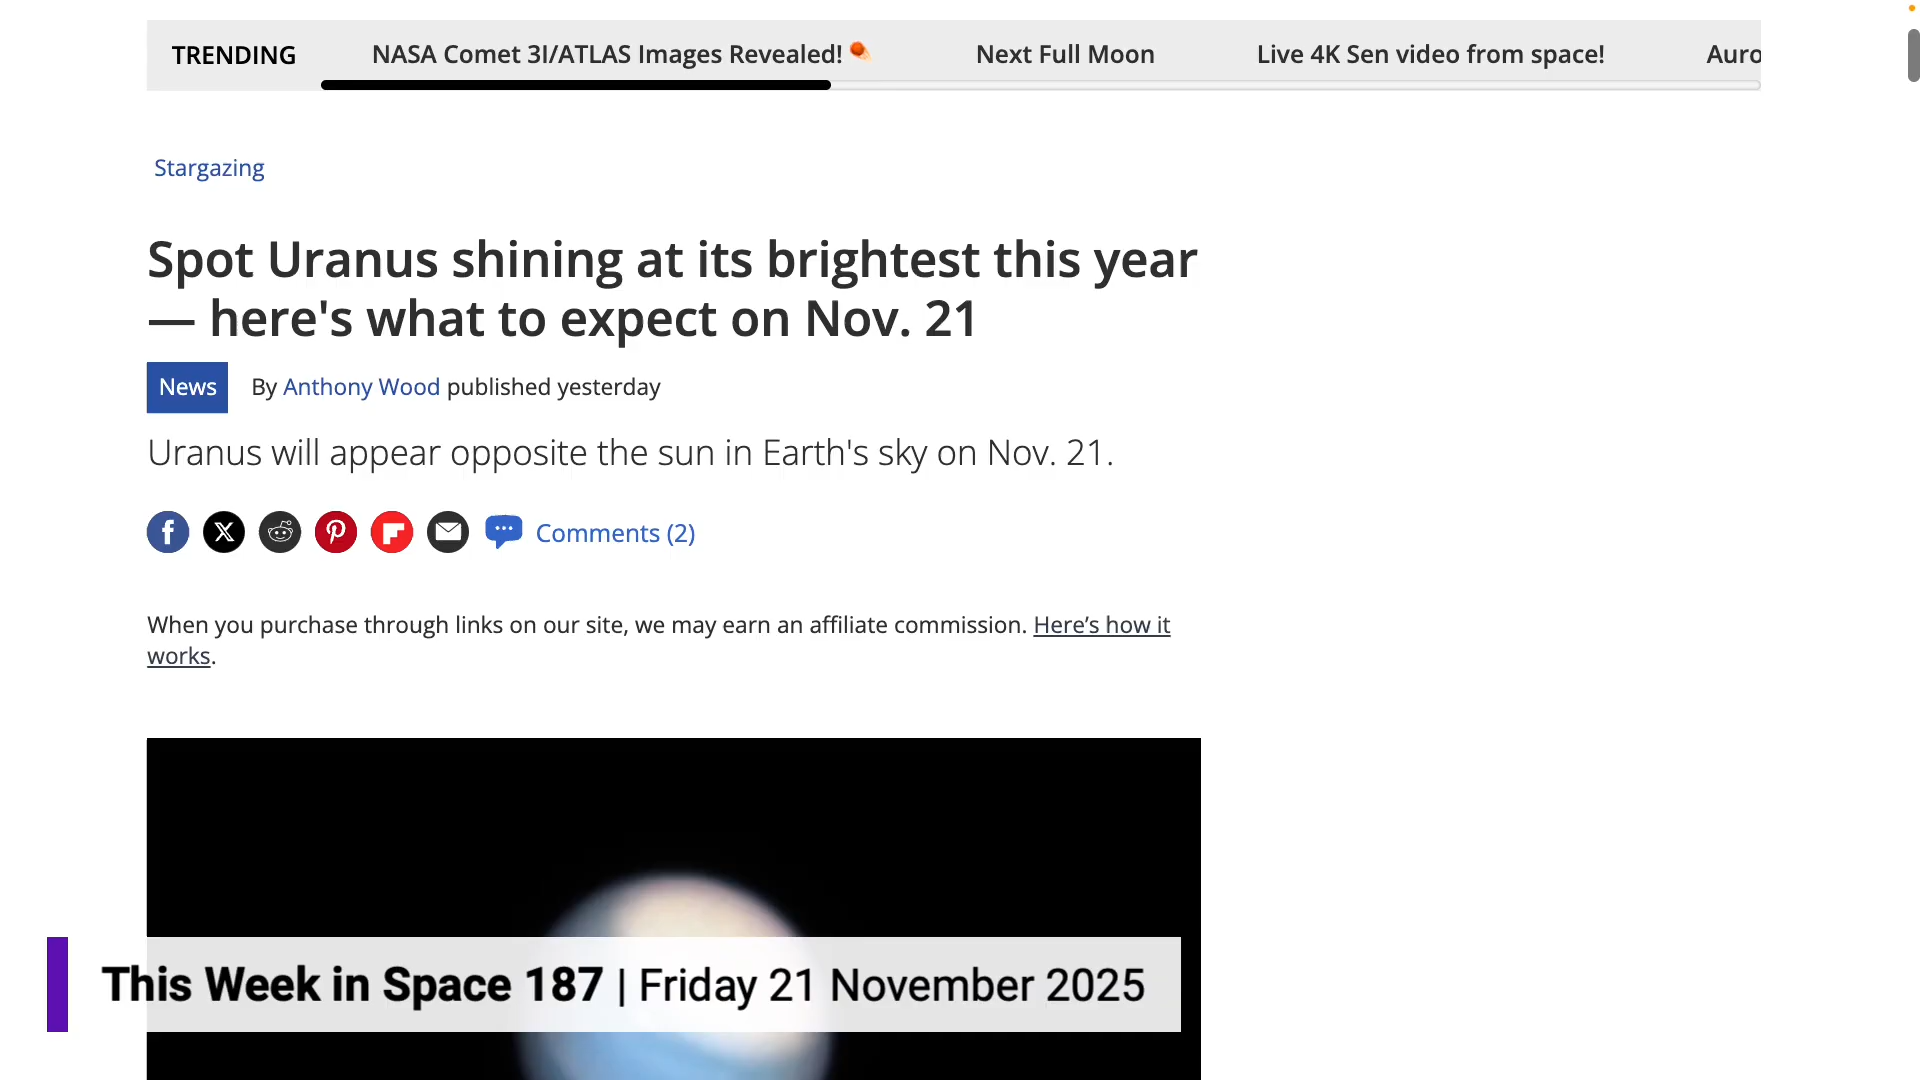 TRENDING NASA Comet 3I/ATLAS Images Revealed! Next Full Moon Live 4K Sen video from space! Auro
Stargazing
Spot Uranus shining at its brightest this year
— here's what to expect on Nov. 21
News By Anthony Wood published yesterday
Uranus will appear opposite the sun in Earth's sky on Nov. 21.
Comments (2)
When you purchase through links on our site, we may earn an affiliate commission. Here’s how it
works.
This Week in Space 187 | Friday 21 November 2025